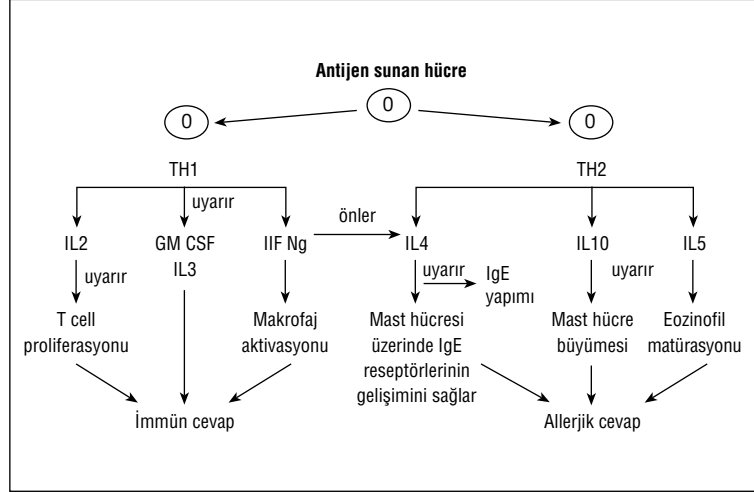 Antijen sunan hücre
0
0
0
TH1
TH2
uyarır
önler
IL2
GM CSF
IL3
IIF Ng
IL4
IL10
IL5
uyarır
uyarır
IgE
yapımı
uyarır
T cell
proliferasyonu
Makrofaj
aktivasyonu
Mast hücresi
üzerinde IgE
reseptörlerinin
gelişimini sağlar
Mast hücre
büyümesi
Eozinofil
matürasyonu
İmmün cevap
Allerjik cevap